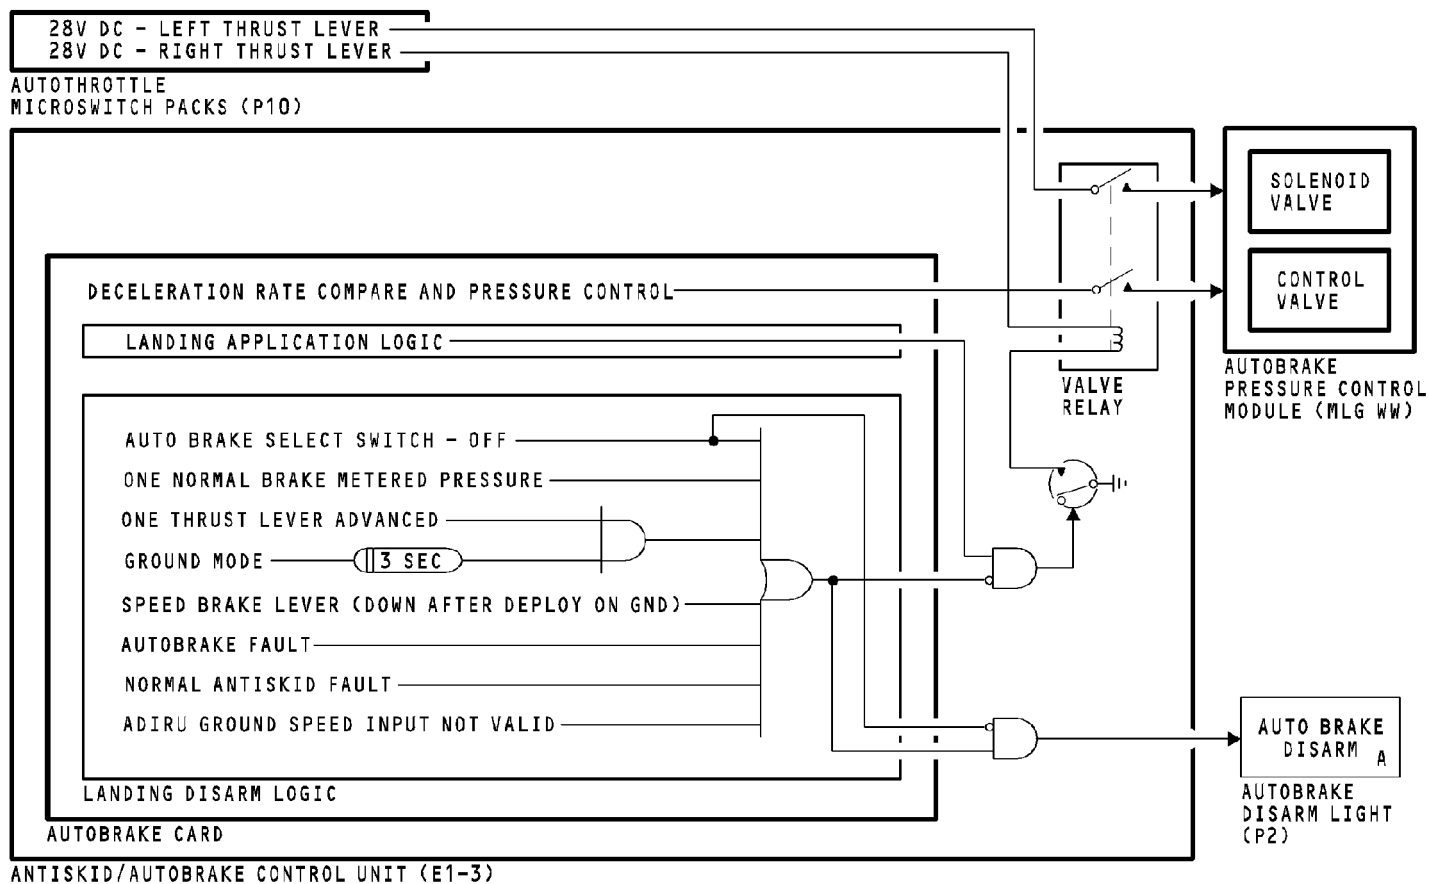 28V DC - LEFT THRUST LEVER
28V DC - RIGHT THRUST LEVER
AUTOTHROTTLE
MICROSWITCH PACKS (P10)
SOLENOID
VALVE
CONTROL
VALVE
AUTOBRAKE
PRESSURE CONTROL
MODULE (MLG WW)
DECELERATION RATE COMPARE AND PRESSURE CONTROL
LANDING APPLICATION LOGIC
VALVE
RELAY
AUTO BRAKE SELECT SWITCH - OFF
ONE NORMAL BRAKE METERED PRESSURE
ONE THRUST LEVER ADVANCED
GROUND MODE
3 SEC
SPEED BRAKE LEVER (DOWN AFTER DEPLOY ON GND)
AUTOBRAKE FAULT
NORMAL ANTISKID FAULT
ADIRU GROUND SPEED INPUT NOT VALID
LANDING DISARM LOGIC
AUTO BRAKE
DISARM A
AUTOBRAKE
DISARM LIGHT
(P2)
AUTOBRAKE CARD
ANTISKID/AUTOBRAKE CONTROL UNIT (E1-3)